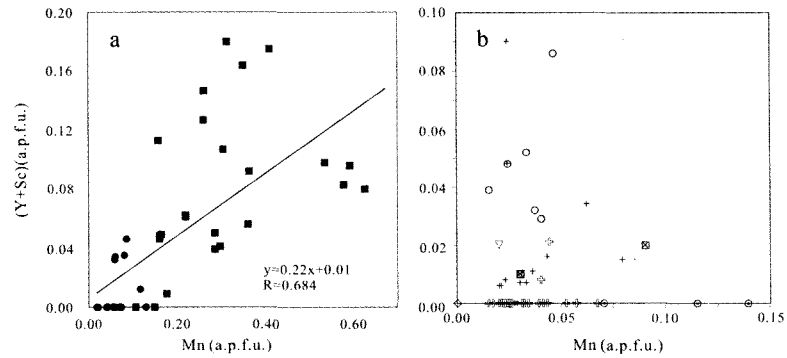 0.20
0.16
0.12
0.08
0.04
0.00
(Y+Sc)(a.p.f.u.)
a
y=0.22x+0.01
R=0.684
0.00 0.20 0.40 0.60
Mn (a.p.f.u.)
0.10
0.08
0.06
0.04
0.02
0.00
b
0.00 0.05 0.10 0.15
Mn (a.p.f.u.)